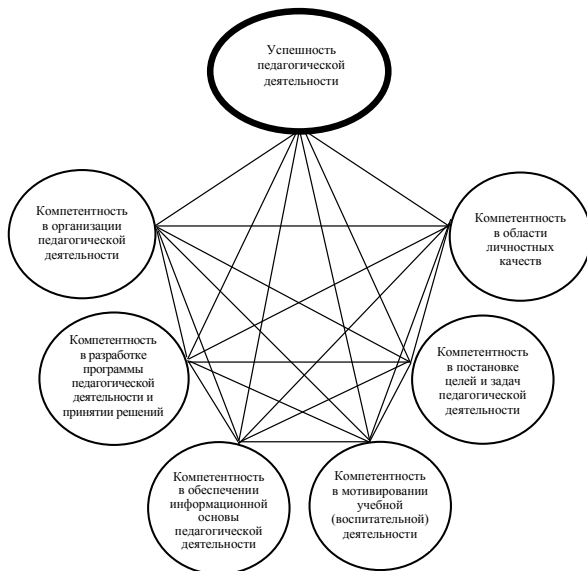 Успешность
педагогической
деятельности
Компетентность
в организации
педагогической
деятельности
Компетентность
в области
личностных
качеств
Компетентность
в разработке
программы
педагогической
деятельности и
принятии решений
Компетентность
в постановке
целей и задач
педагогической
деятельности
Компетентность
в обеспечении
информационной
основы
педагогической
деятельности
Компетентность
в мотивировании
учебной
(воспитательной)
деятельности